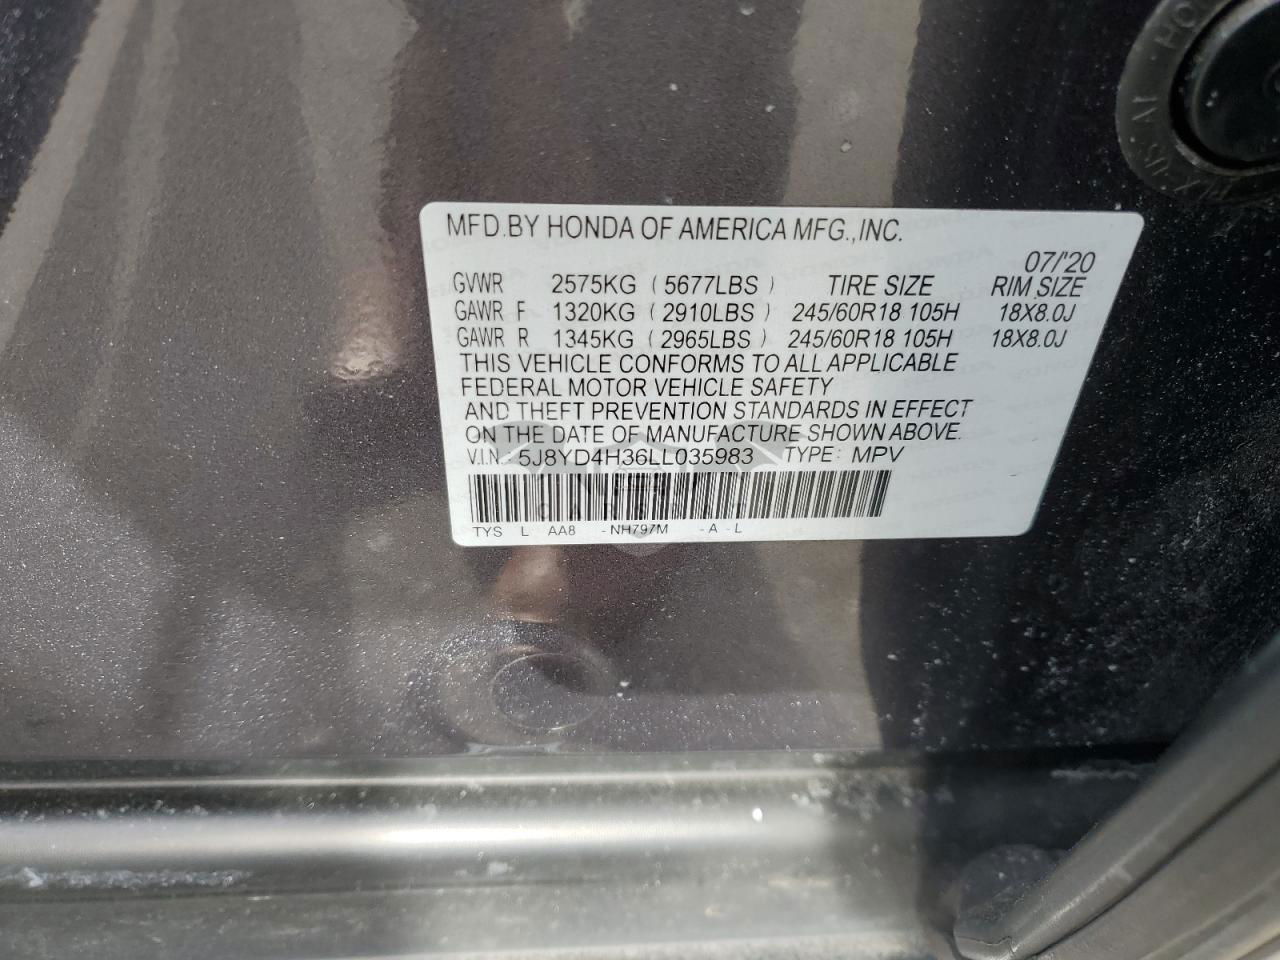 MFD.BY HONDA OF AMERICA MFG.,INC.
07/'20
GVWR 2575KG ( 5677LBS ) TIRE SIZE RIM SIZE
GAWR F 1320KG ( 2910LBS ) 245/60R18 105H 18X8.0J
GAWR R 1345KG ( 2965LBS ) 245/60R18 105H 18X8.0J
THIS VEHICLE CONFORMS TO ALL APPLICABLE
FEDERAL MOTOR VEHICLE SAFETY
AND THEFT PREVENTION STANDARDS IN EFFECT
ON THE DATE OF MANUFACTURE SHOWN ABOVE.
V.I.N.: 5J8YD4H36LL035983 TYPE: MPV
TYS L AA8 -NH797M -A -L